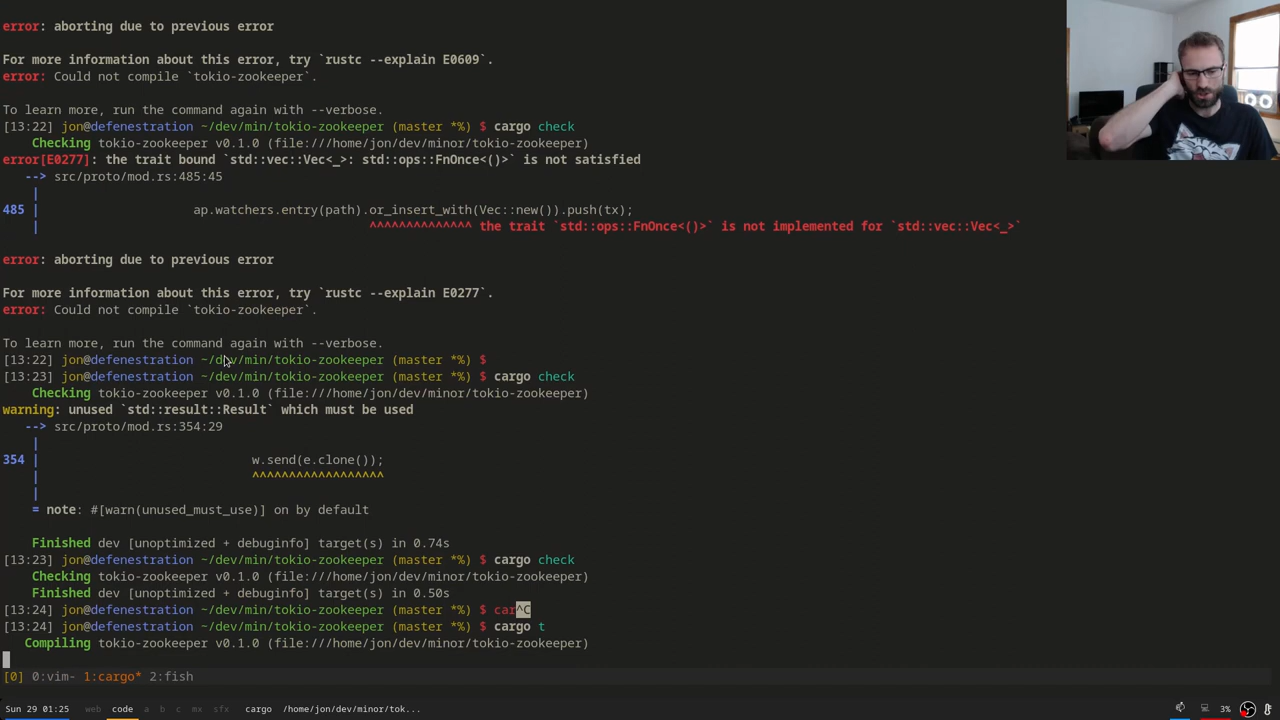 error: aborting due to previous error
For more information about this error, try `rustc --explain E0609`.
error: Could not compile `tokio-zookeeper`.
To learn more, run the command again with --verbose.
[13:22] jon@defenestration ~/dev/min/tokio-zookeeper (master *%) $ cargo check
Checking tokio-zookeeper v0.1.0 (file:///home/jon/dev/minor/tokio-zookeeper)
error[E0277]: the trait bound `std::vec::Vec<_>: std::ops::FnOnce<()>` is not satisfied
--> src/proto/mod.rs:485:45
|
485 | ap.watchers.entry(path).or_insert_with(Vec::new()).push(tx);
| ^^^^^^^^^^^^^^ the trait `std::ops::FnOnce<()>` is not implemented for `std::vec::Vec<_>`
error: aborting due to previous error
For more information about this error, try `rustc --explain E0277`.
error: Could not compile `tokio-zookeeper`.
To learn more, run the command again with --verbose.
[13:22] jon@defenestration ~/dev/min/tokio-zookeeper (master *%) $
[13:23] jon@defenestration ~/dev/min/tokio-zookeeper (master *%) $ cargo check
Checking tokio-zookeeper v0.1.0 (file:///home/jon/dev/minor/tokio-zookeeper)
warning: unused `std::result::Result` which must be used
--> src/proto/mod.rs:354:29
|
354 | w.send(e.clone());
| ^^^^^^^^^^^^^^^^^^
|
= note: #[warn(unused_must_use)] on by default
Finished dev [unoptimized + debuginfo] target(s) in 0.74s
[13:23] jon@defenestration ~/dev/min/tokio-zookeeper (master *%) $ cargo check
Checking tokio-zookeeper v0.1.0 (file:///home/jon/dev/minor/tokio-zookeeper)
Finished dev [unoptimized + debuginfo] target(s) in 0.50s
[13:24] jon@defenestration ~/dev/min/tokio-zookeeper (master *%) $ car^C
[13:24] jon@defenestration ~/dev/min/tokio-zookeeper (master *%) $ cargo t
Compiling tokio-zookeeper v0.1.0 (file:///home/jon/dev/minor/tokio-zookeeper)
[0] 0:vim- 1:cargo* 2:fish
Sun 29 01:25 web code a b c mx sfx cargo /home/jon/dev/minor/tok... 3%